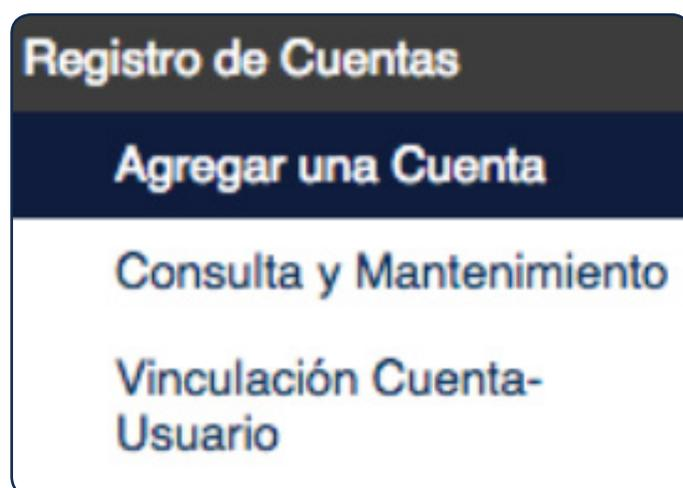 Registro de Cuentas
Agregar una Cuenta
Consulta y Mantenimiento
Vinculación Cuenta-
Usuario